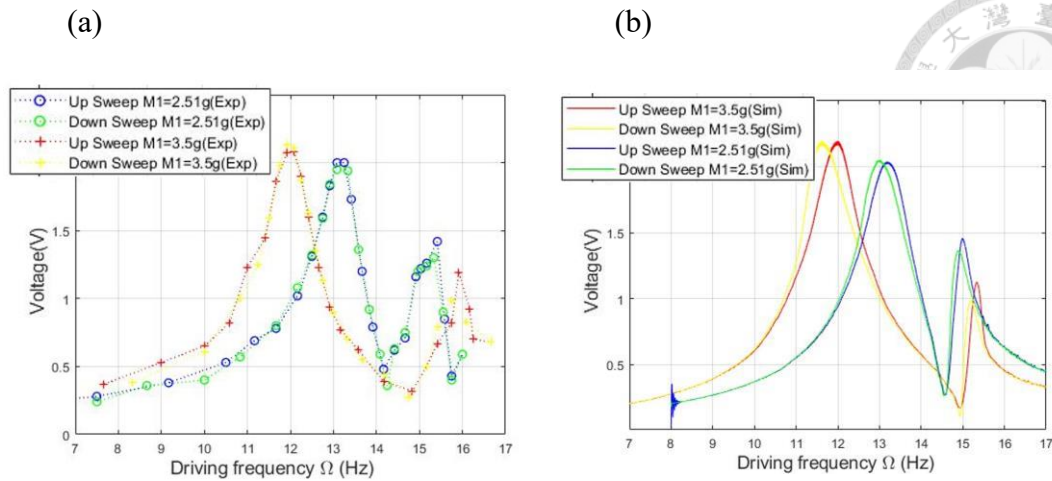 (a)
(b)
大 灣 臺
Up Sweep M1=2.51g(Exp)
Down Sweep M1=2.51g(Exp)
Up Sweep M1=3.5g(Exp)
Down Sweep M1=3.5g(Exp)
1.5
1
0.5
0
Voltage(V)
7 8 9 10 11 12 13 14 15 16 17
Driving frequency Ω (Hz)
Up Sweep M1=3.5g(Sim)
Down Sweep M1=3.5g(Sim)
Up Sweep M1=2.51g(Sim)
Down Sweep M1=2.51g(Sim)
1.5
1
0.5
Voltage(V)
7 8 9 10 11 12 13 14 15 16 17
Driving frequency Ω (Hz)